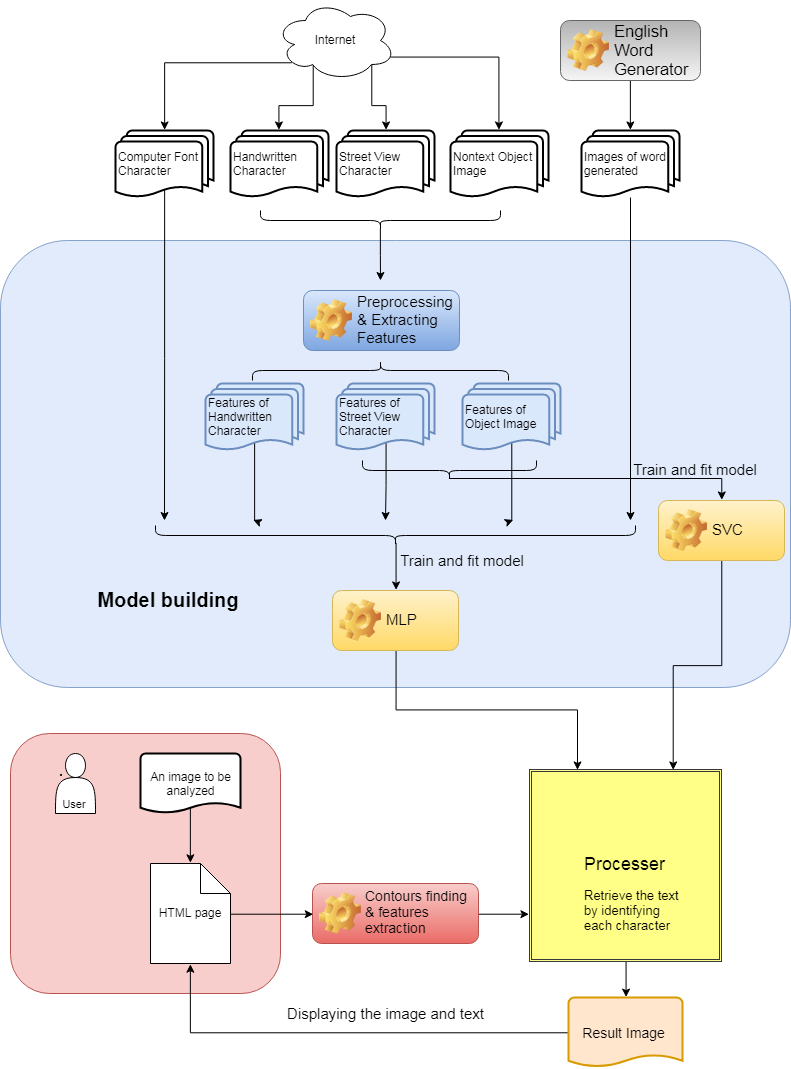 Internet
English
Word
Generator
Computer Font
Character
Handwritten
Character
Street View
Character
Nontext Object
Image
Images of word
generated
Preprocessing
& Extracting
Features
Features of
Handwritten
Character
Features of
Street View
Character
Features of
Object Image
Train and fit model
SVC
Train and fit model
Model building
MLP
User
An image to be
analyzed
HTML page
Contours finding
& features
extraction
Processer
Retrieve the text
by identifying
each character
Displaying the image and text
Result Image